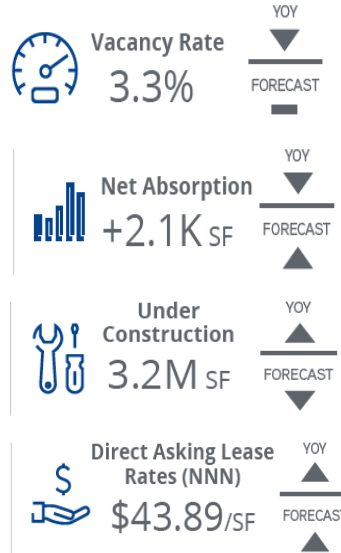 YOY
Vacancy Rate
3.3%
FORECAST
YOY
Net Absorption
+2.1K SF
FORECAST
YOY
Under
Construction
3.2M SF
FORECAST
YOY
Direct Asking Lease
Rates (NNN)
$43.89/SF
FORECAST